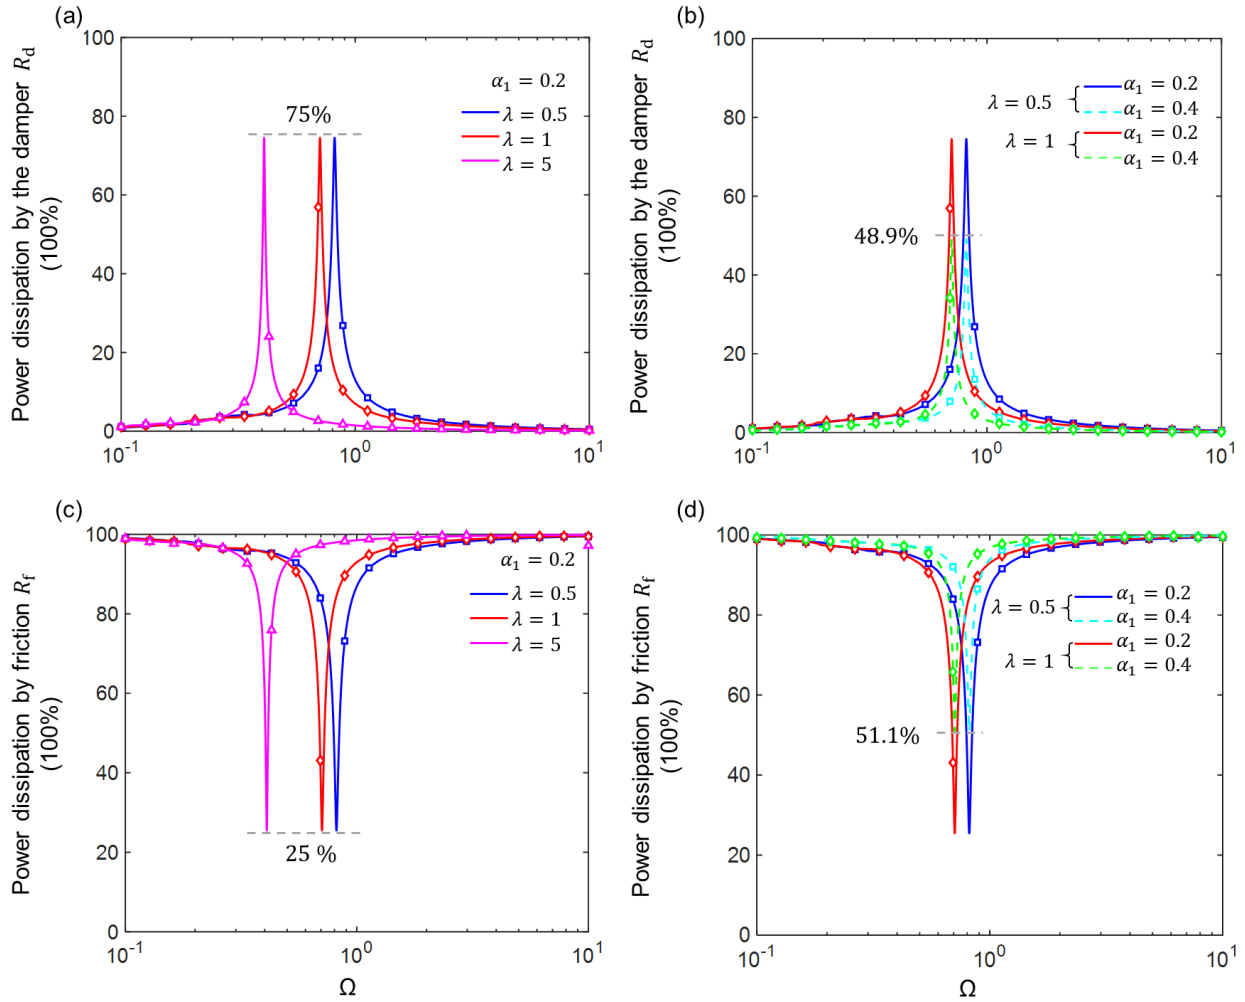 (a)
Power dissipation by the damper R_d
(100%)
100
80
60
40
20
0
10^-1
10^0
10^1
75%
α_1 = 0.2
λ = 0.5
λ = 1
λ = 5
(b)
Power dissipation by the damper R_d
(100%)
100
80
60
40
20
0
10^-1
10^0
10^1
48.9%
λ = 0.5
α_1 = 0.2
α_1 = 0.4
λ = 1
α_1 = 0.2
α_1 = 0.4
(c)
Power dissipation by friction R_f
(100%)
100
80
60
40
20
0
10^-1
10^0
10^1
Ω
25 %
α_1 = 0.2
λ = 0.5
λ = 1
λ = 5
(d)
Power dissipation by friction R_f
(100%)
100
80
60
40
20
0
10^-1
10^0
10^1
Ω
51.1%
λ = 0.5
α_1 = 0.2
α_1 = 0.4
λ = 1
α_1 = 0.2
α_1 = 0.4